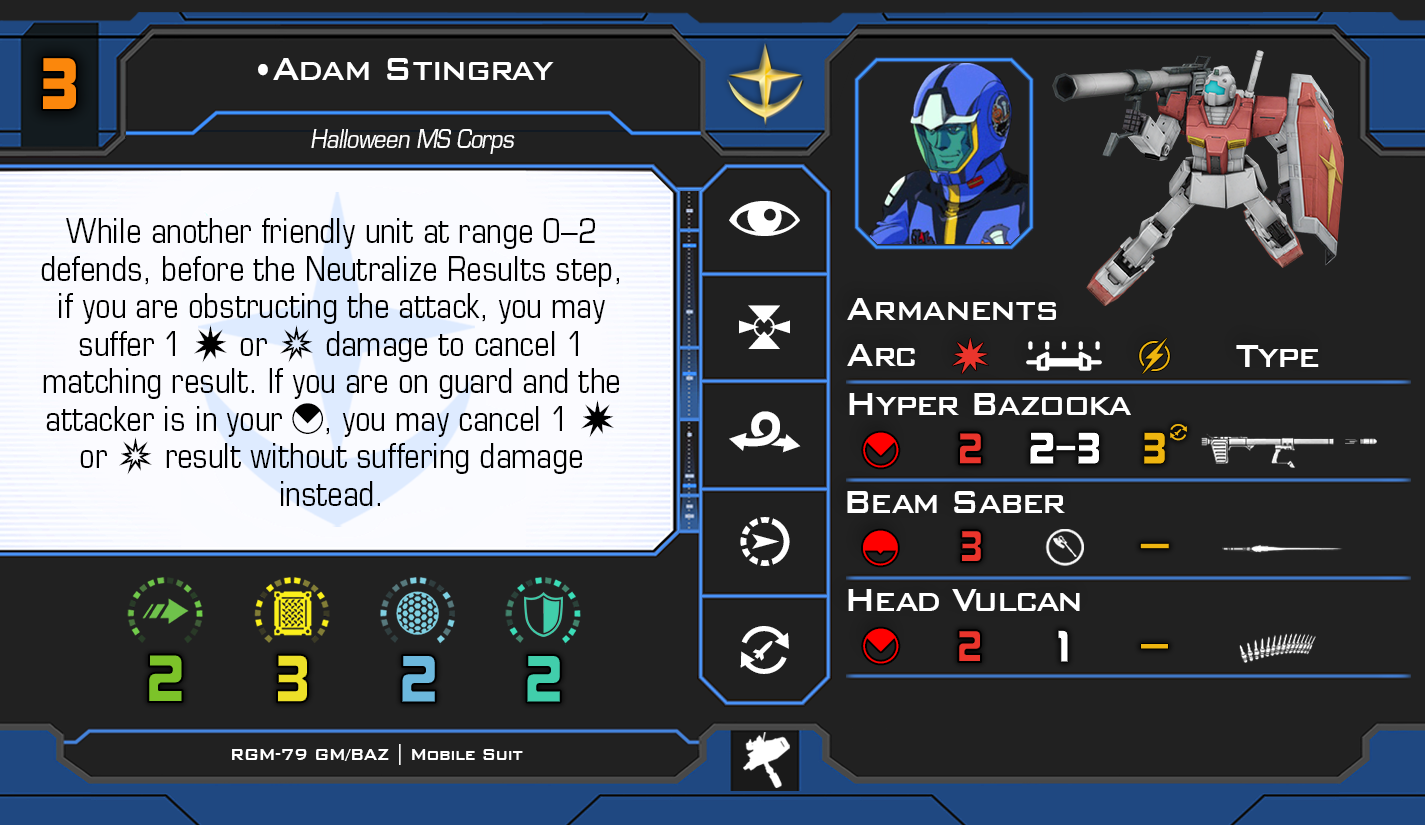 3
•Adam Stingray
Halloween MS Corps
While another friendly unit at range 0–2
defends, before the Neutralize Results step,
if you are obstructing the attack, you may
suffer 1 or damage to cancel 1
matching result. If you are on guard and the
attacker is in your , you may cancel 1
or result without suffering damage
instead.
2 3 2 2
RGM-79 GM/BAZ | Mobile Suit
Armanents
Arc Type
Hyper Bazooka
2 2–3 3
Beam Saber
3 –
Head Vulcan
2 1 –